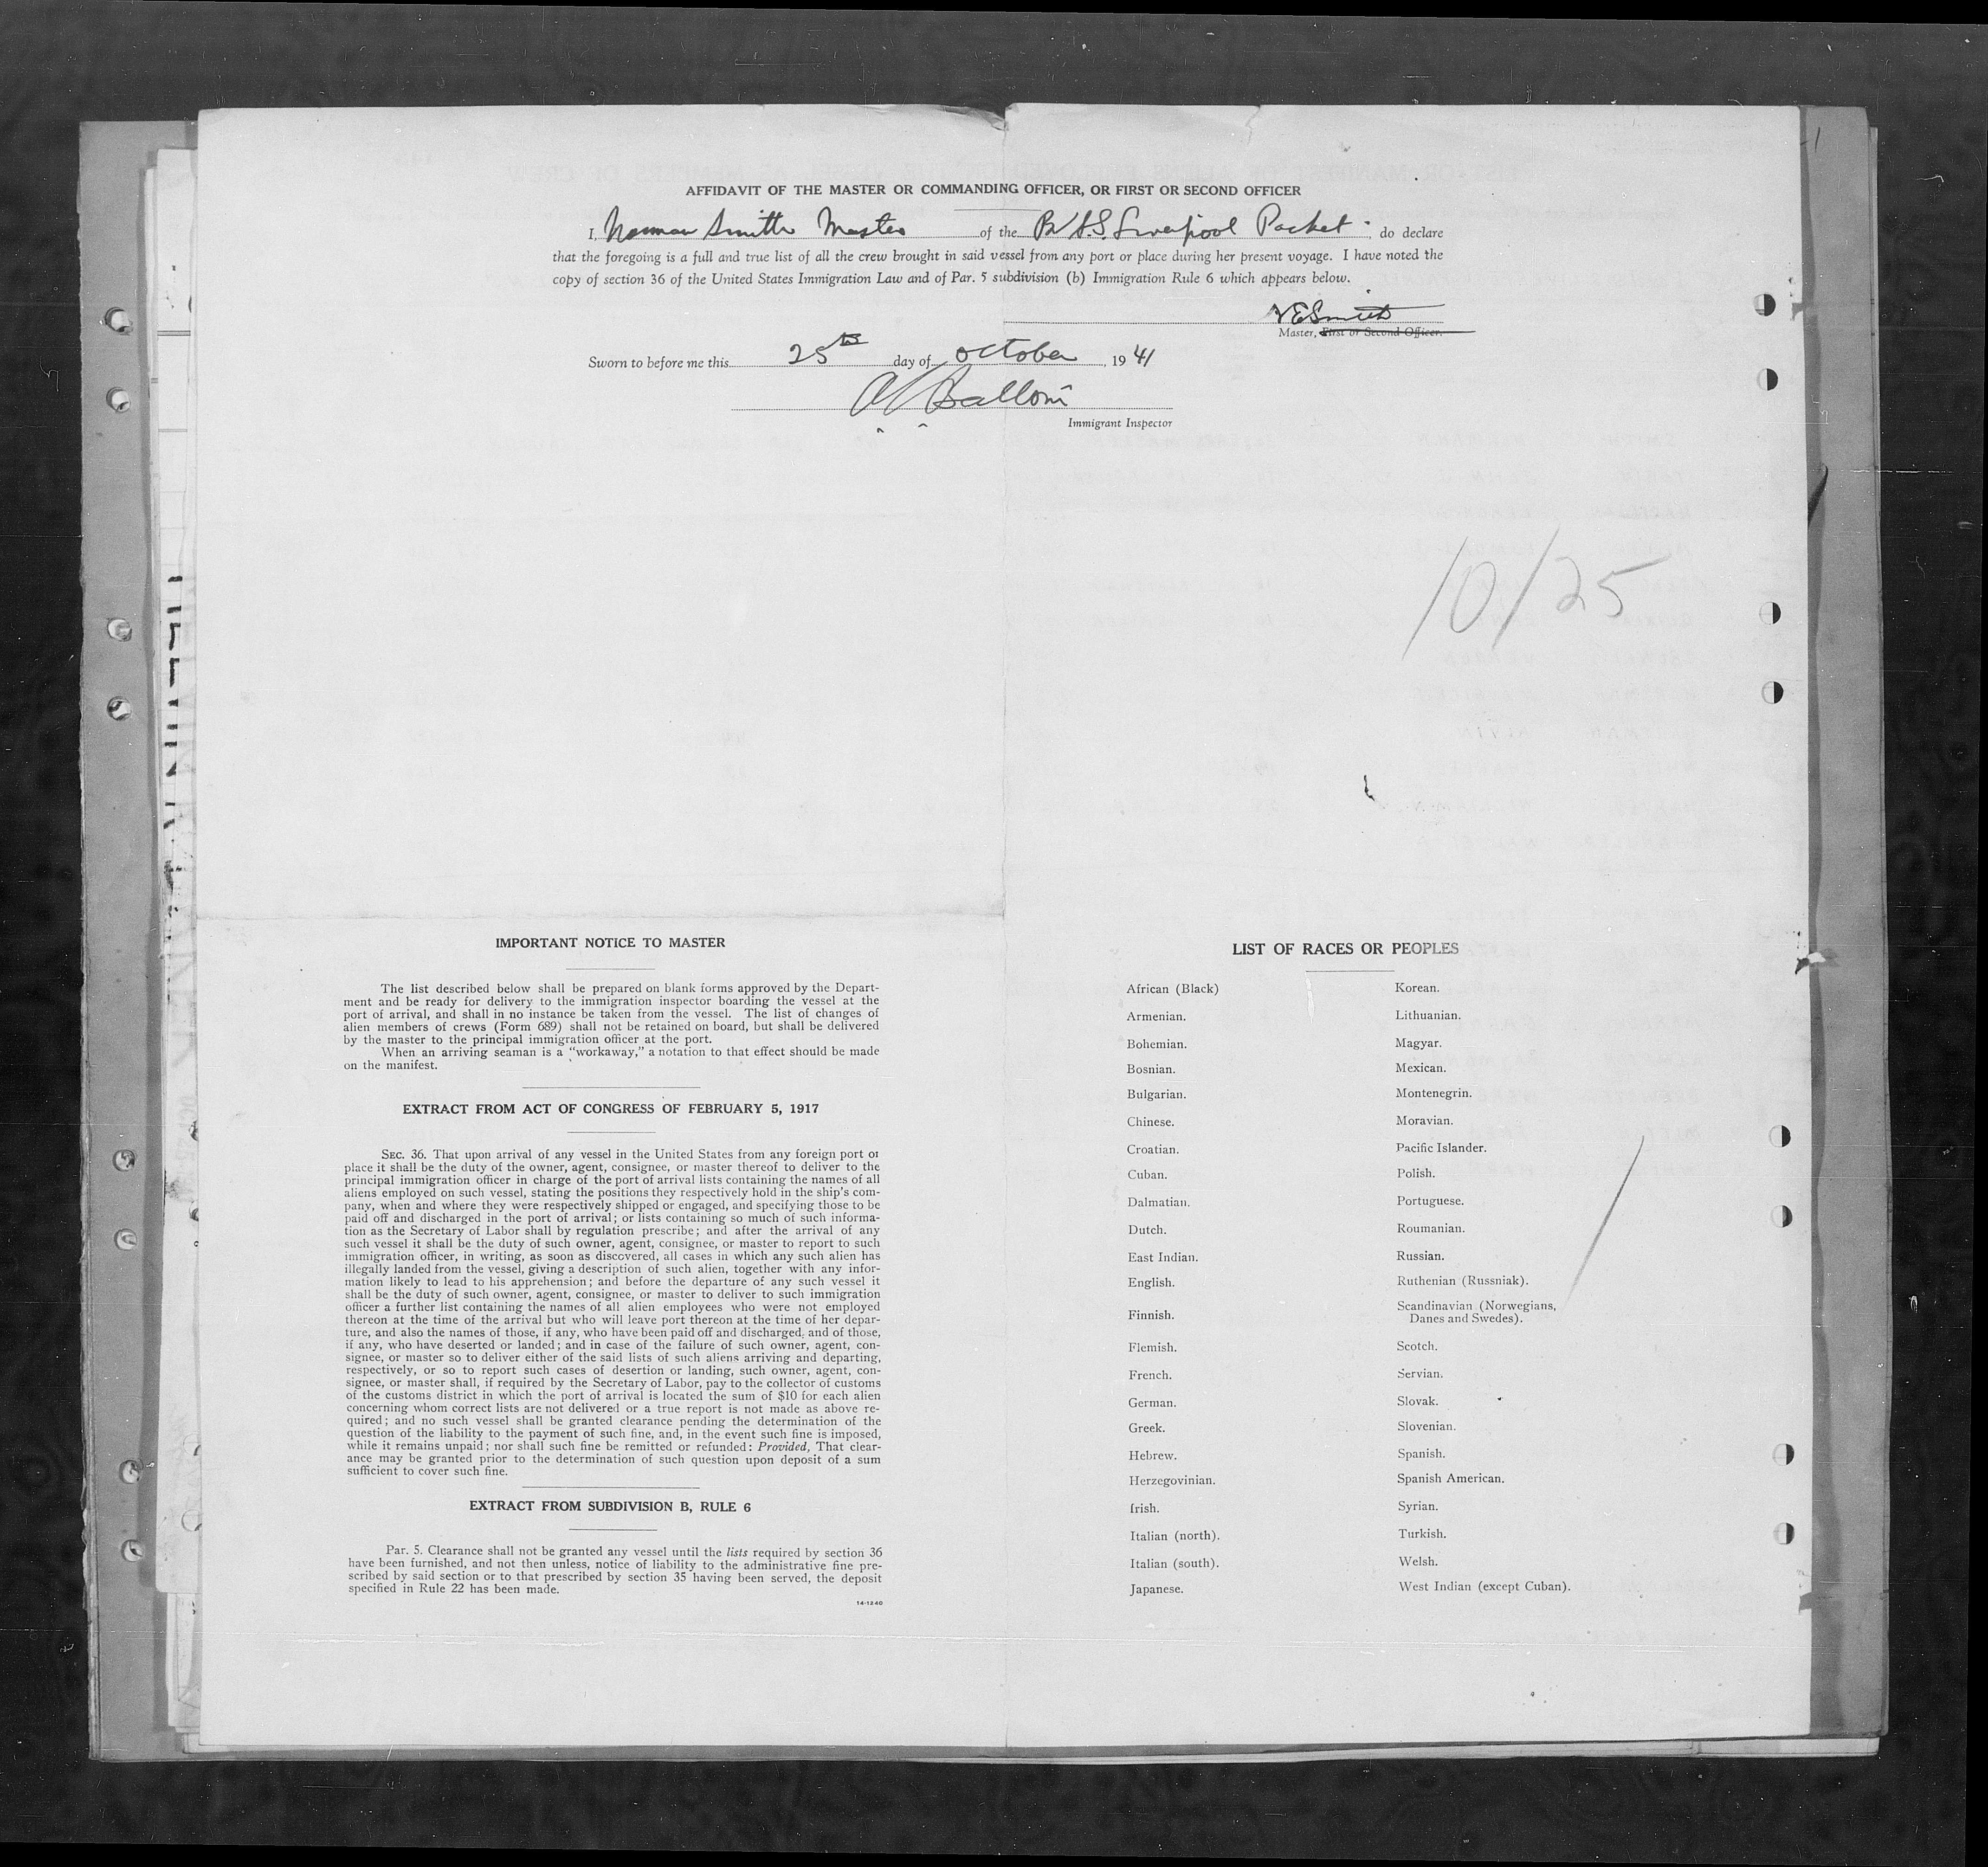 AFFIDAVIT OF THE MASTER OR COMMANDING OFFICER, OR FIRST OR SECOND OFFICER
I, Norman Smith Master of the Br S.S. Liverpool Packet, do declare
that the foregoing is a full and true list of all the crew brought in said vessel from any port or place during her present voyage. I have noted the
copy of section 36 of the United States Immigration Law and of Par. 5 subdivision (b) Immigration Rule 6 which appears below.
NESmith
Master, First or Second Officer.
Sworn to before me this 25th day of October, 1941
Immigrant Inspector
10/25
IMPORTANT NOTICE TO MASTER
The list described below shall be prepared on blank forms approved by the Depart-
ment and be ready for delivery to the immigration inspector boarding the vessel at the
port of arrival, and shall in no instance be taken from the vessel. The list of changes of
alien members of crews (Form 689) shall not be retained on board, but shall be delivered
by the master to the principal immigration officer at the port.
When an arriving seaman is a "workaway," a notation to that effect should be made
on the manifest.
EXTRACT FROM ACT OF CONGRESS OF FEBRUARY 5, 1917
SEC. 36. That upon arrival of any vessel in the United States from any foreign port or
place it shall be the duty of the owner, agent, consignee, or master thereof to deliver to the
principal immigration officer in charge of the port of arrival lists containing the names of all
aliens employed on such vessel, stating the positions they respectively hold in the ship's com-
pany, when and where they were respectively shipped or engaged, and specifying those to be
paid off and discharged in the port of arrival; or lists containing so much of such informa-
tion as the Secretary of Labor shall by regulation prescribe; and after the arrival of any
such vessel it shall be the duty of such owner, agent, consignee, or master to report to such
immigration officer, in writing, as soon as discovered, all cases in which any such alien has
illegally landed from the vessel, giving a description of such alien, together with any infor-
mation likely to lead to his apprehension; and before the departure of any such vessel it
shall be the duty of such owner, agent, consignee, or master to deliver to such immigration
officer a further list containing the names of all alien employees who were not employed
thereon at the time of the arrival but who will leave port thereon at the time of her depar-
ture, and also the names of those, if any, who have been paid off and discharged, and of those,
if any, who have deserted or landed; and in case of the failure of such owner, agent, con-
signee, or master so to deliver either of the said lists of such aliens arriving and departing,
respectively, or so to report such cases of desertion or landing, such owner, agent, con-
signee, or master shall, if required by the Secretary of Labor, pay to the collector of customs
of the customs district in which the port of arrival is located the sum of $10 for each alien
concerning whom correct lists are not delivered or a true report is not made as above re-
quired; and no such vessel shall be granted clearance pending the determination of the
question of the liability to the payment of such fine, and, in the event such fine is imposed,
while it remains unpaid; nor shall such fine be remitted or refunded: Provided, That clear-
ance may be granted prior to the determination of such question upon deposit of a sum
sufficient to cover such fine.
EXTRACT FROM SUBDIVISION B, RULE 6
Par. 5. Clearance shall not be granted any vessel until the lists required by section 36
have been furnished, and not then unless, notice of liability to the administrative fine pre-
scribed by said section or to that prescribed by section 35 having been served, the deposit
specified in Rule 22 has been made.
14-1240
LIST OF RACES OR PEOPLES
African (Black)
Armenian.
Bohemian.
Bosnian.
Bulgarian.
Chinese.
Croatian.
Cuban.
Dalmatian.
Dutch.
East Indian.
English.
Finnish.
Flemish.
French.
German.
Greek.
Hebrew.
Herzegovinian.
Irish.
Italian (north).
Italian (south).
Japanese.
Korean.
Lithuanian.
Magyar.
Mexican.
Montenegrin.
Moravian.
Pacific Islander.
Polish.
Portuguese.
Roumanian.
Russian.
Ruthenian (Russniak).
Scandinavian (Norwegians,
Danes and Swedes).
Scotch.
Servian.
Slovak.
Slovenian.
Spanish.
Spanish American.
Syrian.
Turkish.
Welsh.
West Indian (except Cuban).